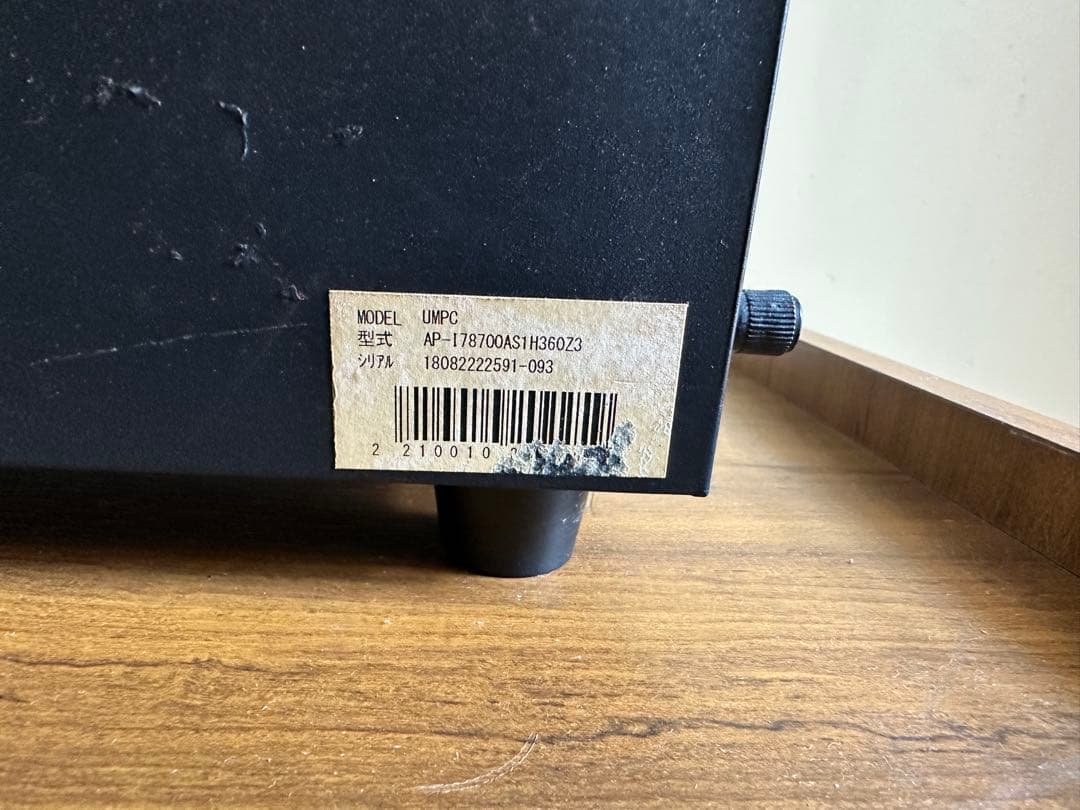 MODEL UMPC
型式 AP-I78700AS1H360Z3
ｼﾘｱﾙ 18082222591-093
2 210010